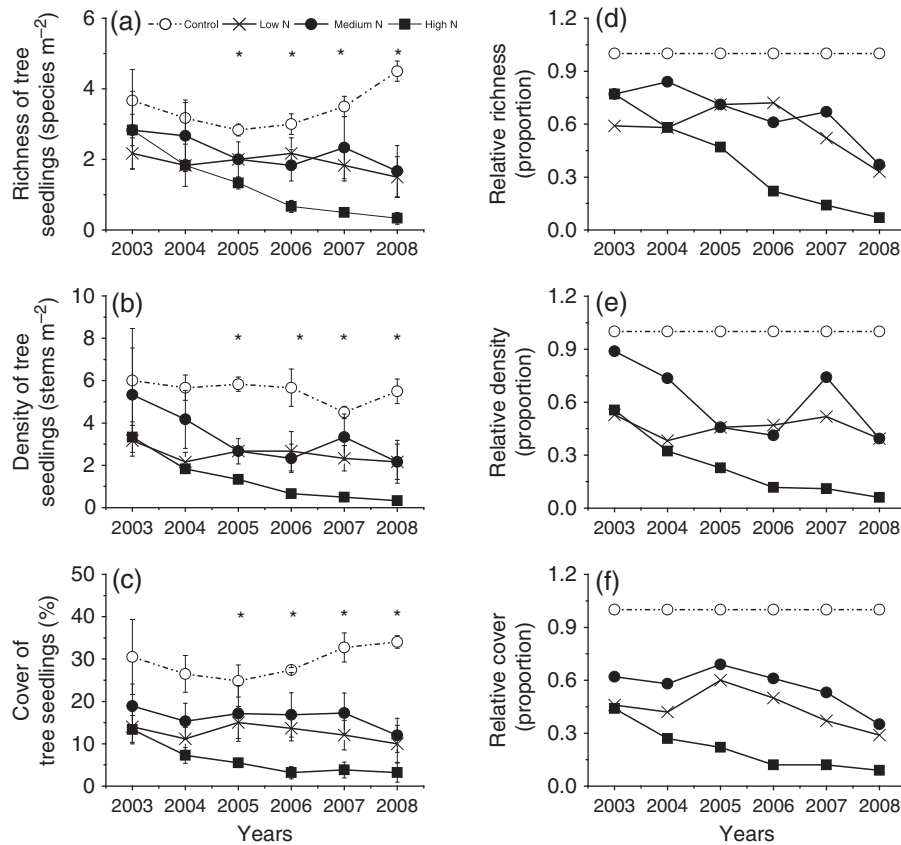 (a)
Control Low N Medium N High N
Richness of tree
seedlings (species m−2)
6
4
2
0
* * * *
2003 2004 2005 2006 2007 2008
(d)
Relative richness
(proportion)
1.2
0.9
0.6
0.3
0.0
2003 2004 2005 2006 2007 2008
(b)
Density of tree
seedlings (stems m−2)
10
8
6
4
2
0
* * * *
2003 2004 2005 2006 2007 2008
(e)
Relative density
(proportion)
1.2
0.9
0.6
0.3
0.0
2003 2004 2005 2006 2007 2008
(c)
Cover of
tree seedlings (%)
50
40
30
20
10
0
* * * *
2003 2004 2005 2006 2007 2008
Years
(f)
Relative cover
(proportion)
1.2
0.9
0.6
0.3
0.0
2003 2004 2005 2006 2007 2008
Years